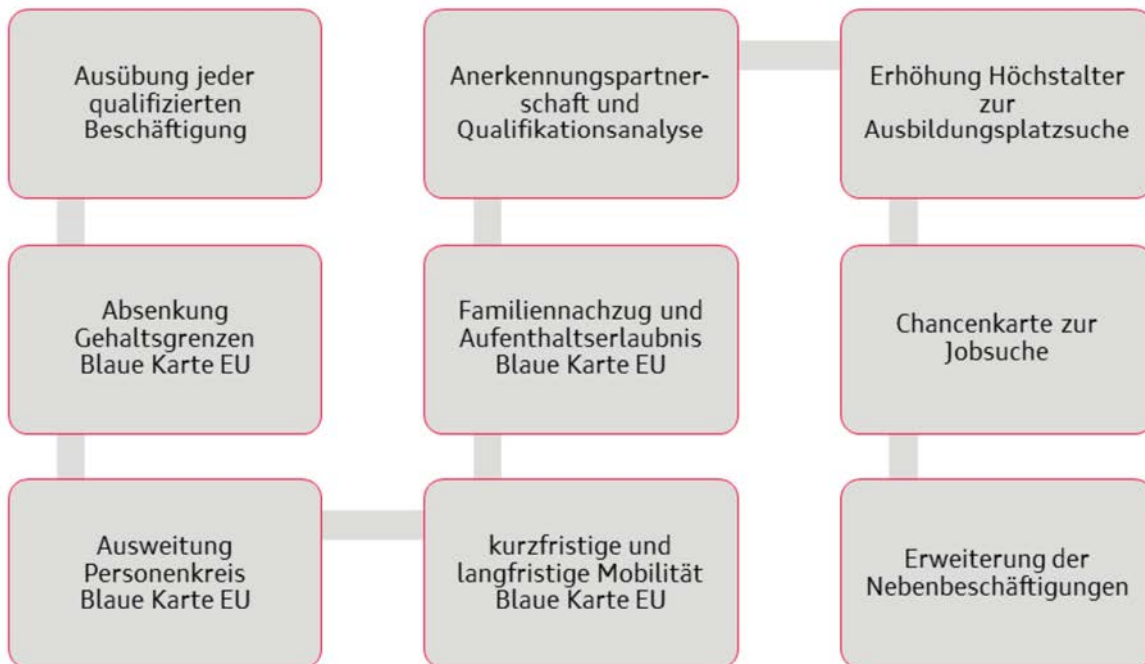 Ausübung jeder
qualifizierten
Beschäftigung
Absenkung
Gehaltsgrenzen
Blaue Karte EU
Ausweitung
Personenkreis
Blaue Karte EU
kurzfristige und
langfristige Mobilität
Blaue Karte EU
Familiennachzug und
Aufenthaltserlaubnis
Blaue Karte EU
Anerkennungspartner-
schaft und
Qualifikationsanalyse
Erhöhung Höchstalter
zur
Ausbildungsplatzsuche
Chancenkarte zur
Jobsuche
Erweiterung der
Nebenbeschäftigungen